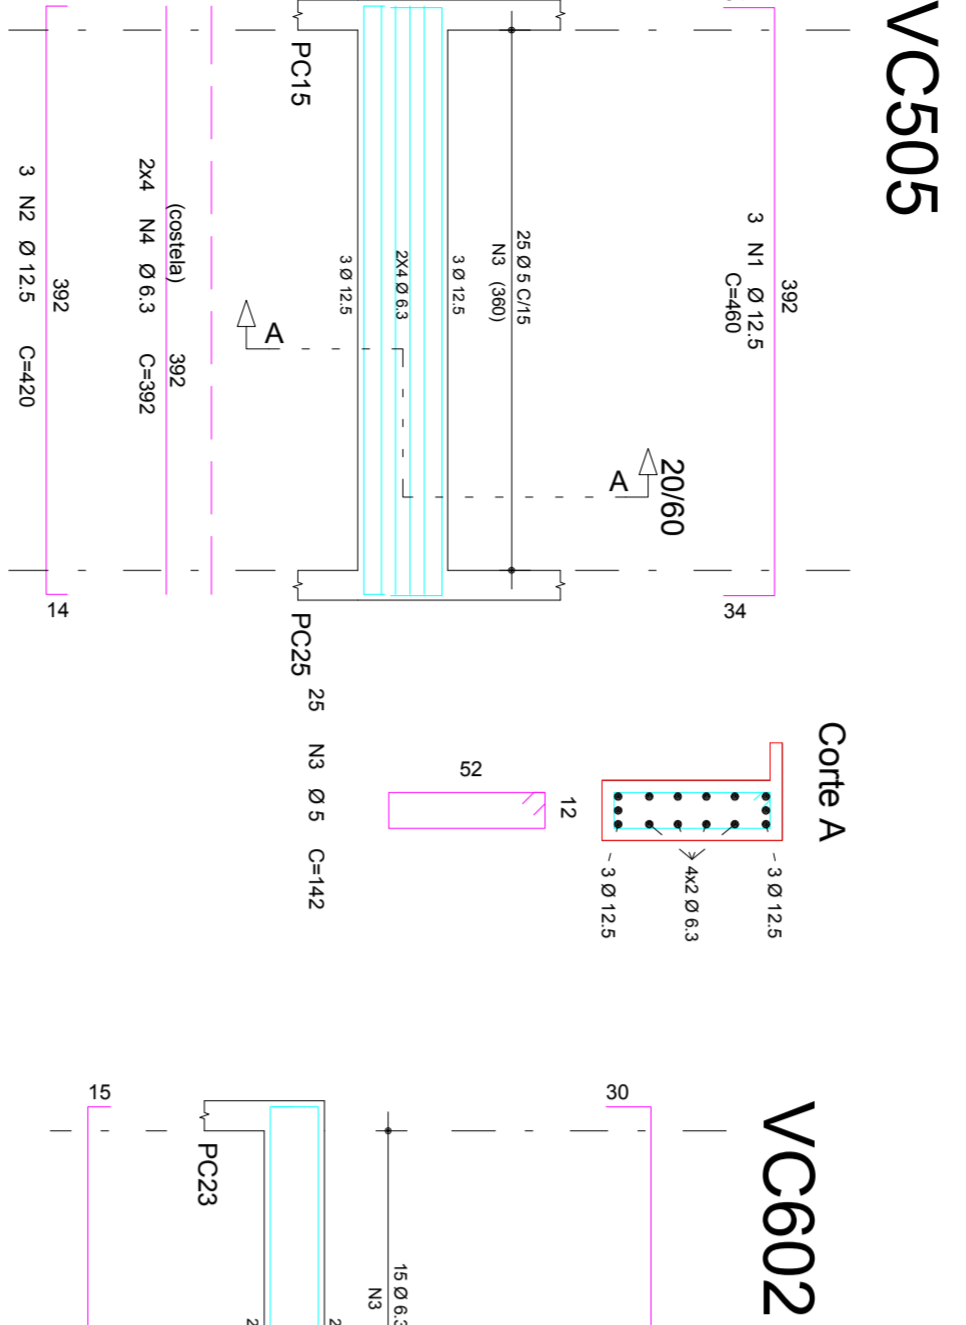 VC505
392
3 N1 Ø 12.5
C=460
34
20/60
A
25 Ø 5 C/15
N3 (360)
3 Ø 12.5
2X4 Ø 6.3
3 Ø 12.5
PC15
PC25
A
(costela) 392
2x4 N4 Ø 6.3 C=392
392
14
3 N2 Ø 12.5 C=420
Corte A
3 Ø 12.5
4x2 Ø 6.3
3 Ø 12.5
12
52
25 N3 Ø 5 C=142
VC602
30
15 Ø 6.3
N3
2
2
PC23
15